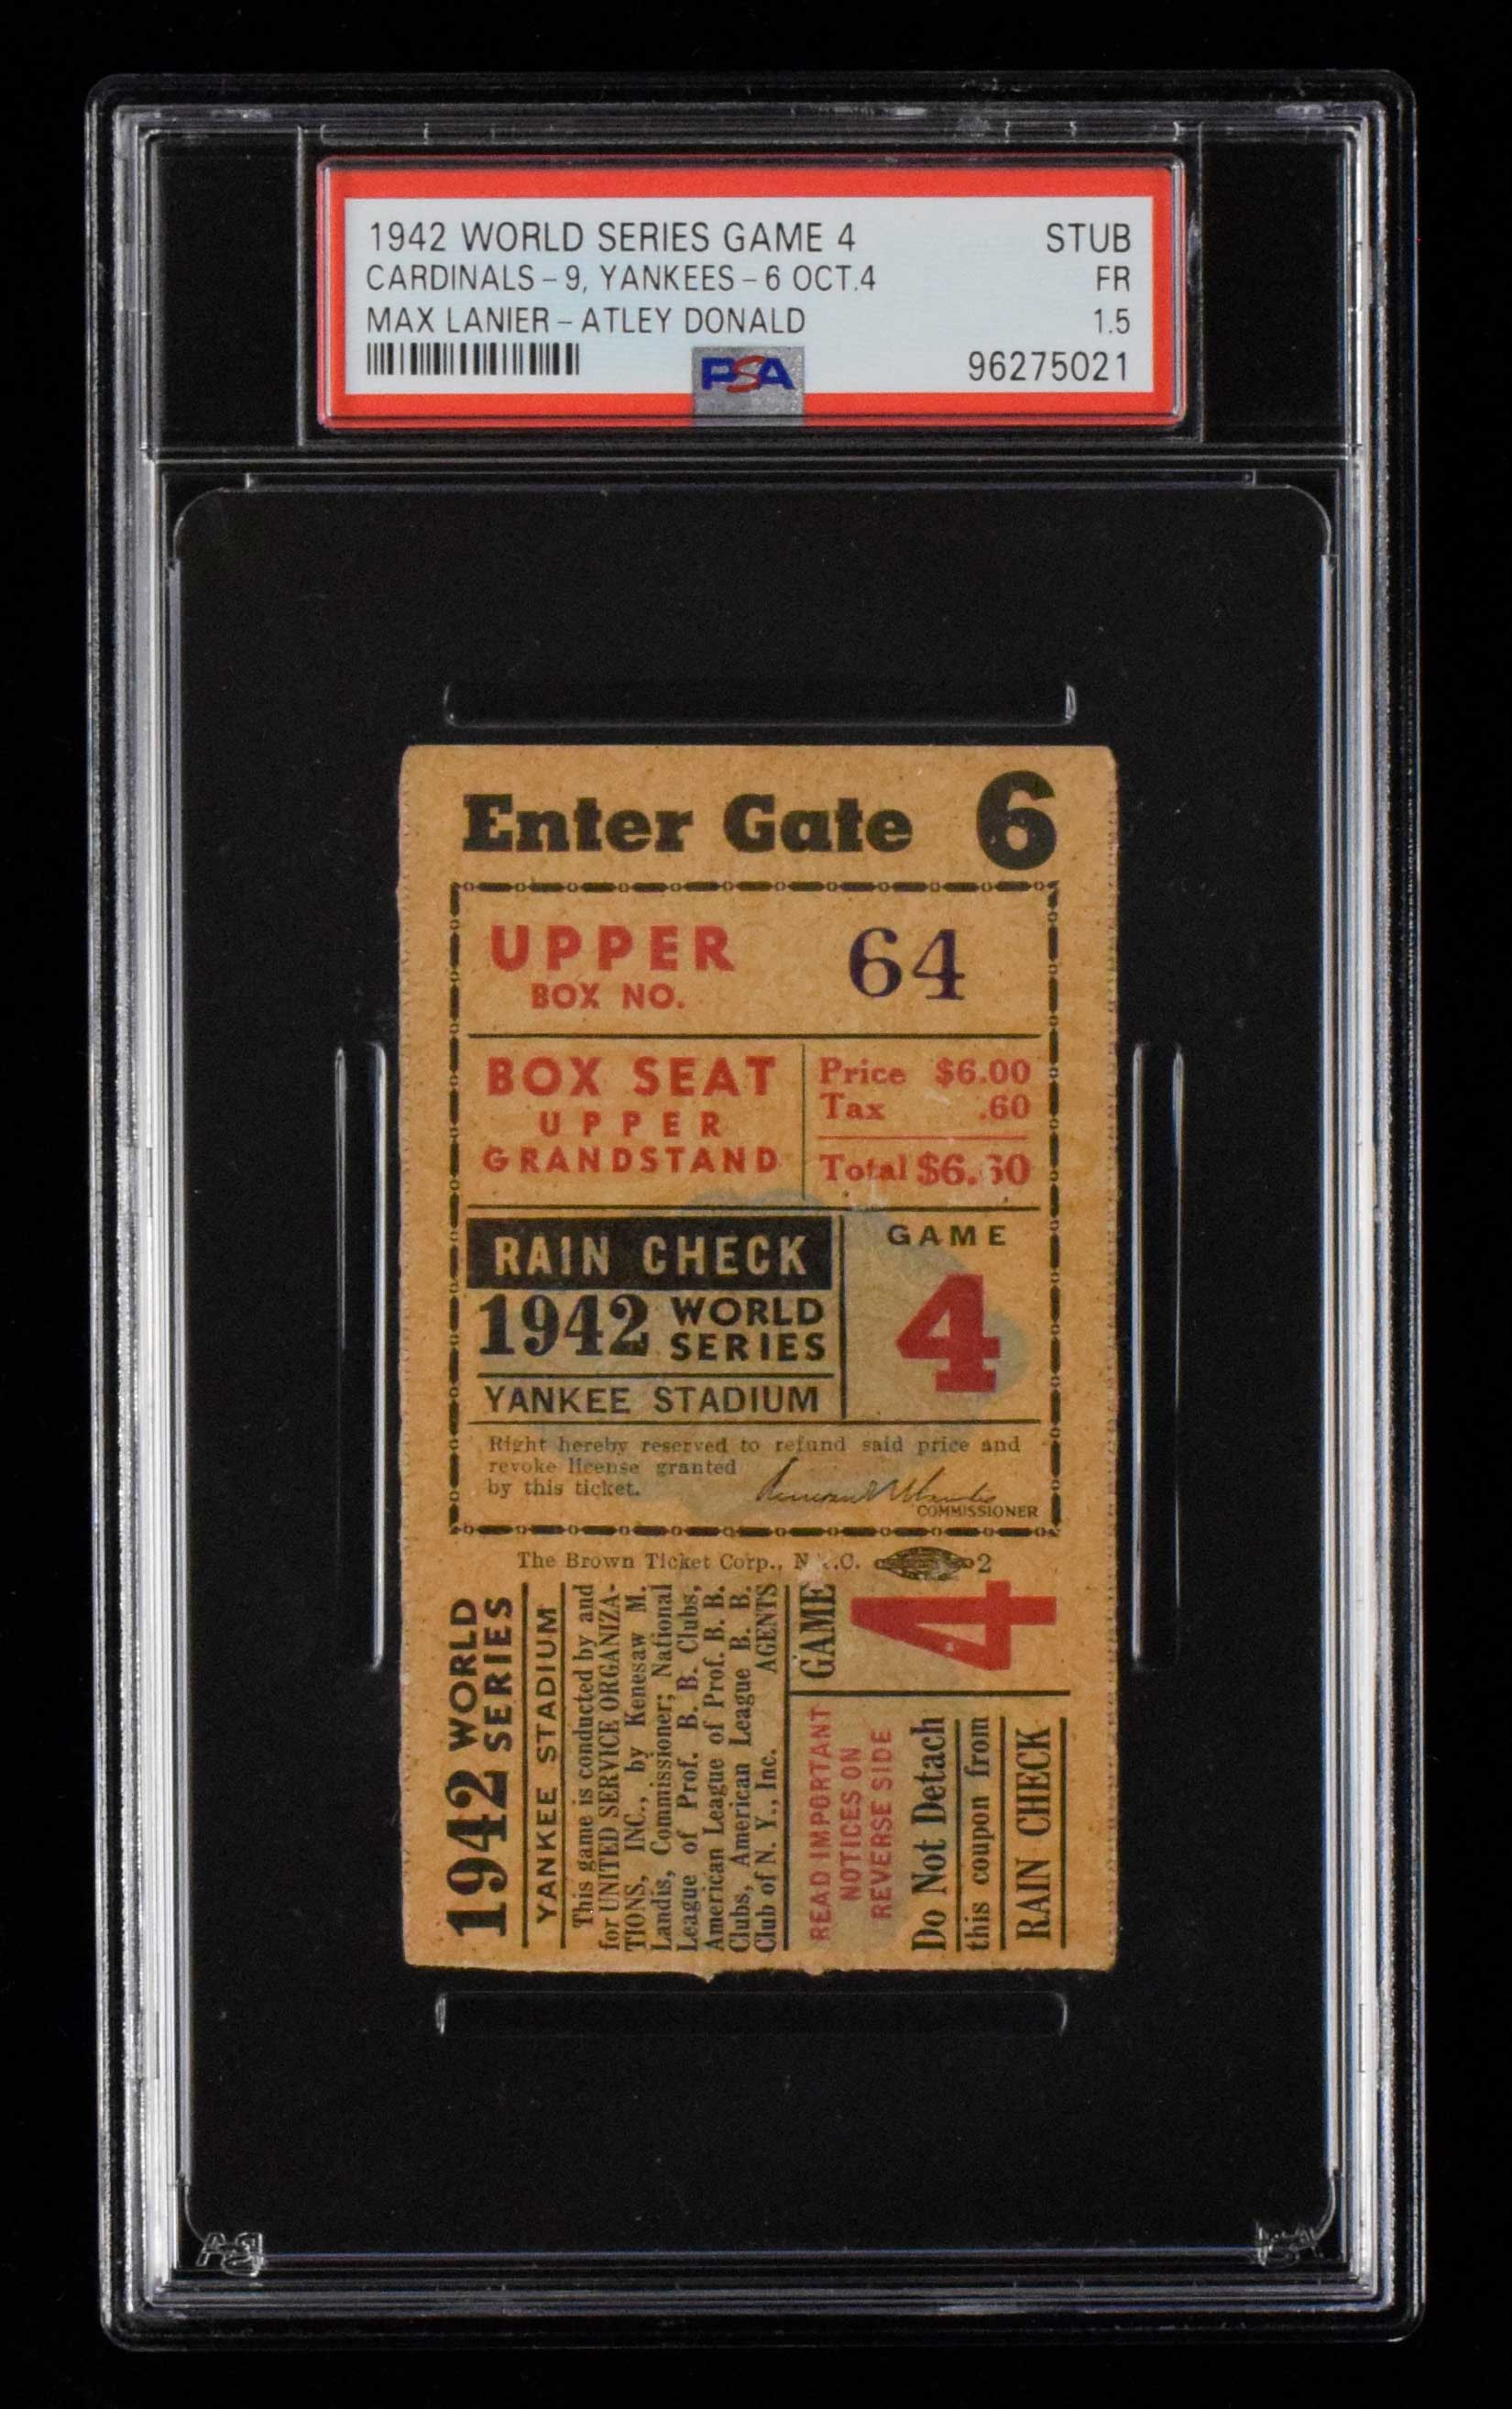 1942 WORLD SERIES GAME 4 STUB
CARDINALS - 9, YANKEES - 6 OCT.4 FR
MAX LANIER - ATLEY DONALD 1.5
PSA 96275021
Enter Gate 6
UPPER
BOX NO.
64
BOX SEAT
UPPER
GRANDSTAND
Price $6.00
Tax .60
Total $6.60
RAIN CHECK
1942 WORLD SERIES
YANKEE STADIUM
GAME
4
Right hereby reserved to refund said price and
revoke license granted
by this ticket.
COMMISSIONER
The Brown Ticket Corp., N.Y.C. 2
1942 WORLD SERIES
YANKEE STADIUM
This game is conducted by and
for UNITED SERVICE ORGANIZA-
TIONS, INC., by Kenesaw M.
Landis, Commissioner; National
League of Prof. B. B. Clubs,
American League of Prof. B. B.
Clubs, American League B. B.
Club of N. Y., Inc. AGENTS
GAME
4
READ IMPORTANT
NOTICES ON
REVERSE SIDE
Do Not Detach
this coupon from
RAIN CHECK
PSA